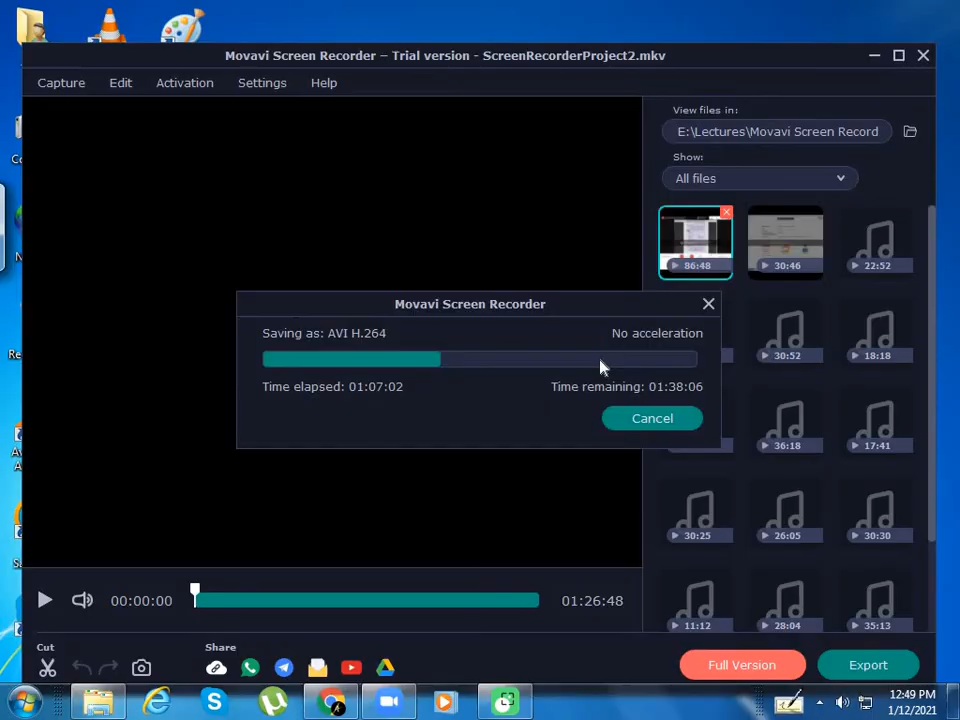 Movavi Screen Recorder – Trial version - ScreenRecorderProject2.mkv
Capture Edit Activation Settings Help
View files in:
E:\Lectures\Movavi Screen Record
Show:
All files
86:48 30:46 22:52
Movavi Screen Recorder
Saving as: AVI H.264 No acceleration
Time elapsed: 01:07:02 Time remaining: 01:38:06
Cancel
30:52 18:18
36:18 17:41
30:25 26:05 30:30
11:12 28:04 35:13
00:00:00 01:26:48
Cut Share
Full Version Export
12:49 PM
1/12/2021